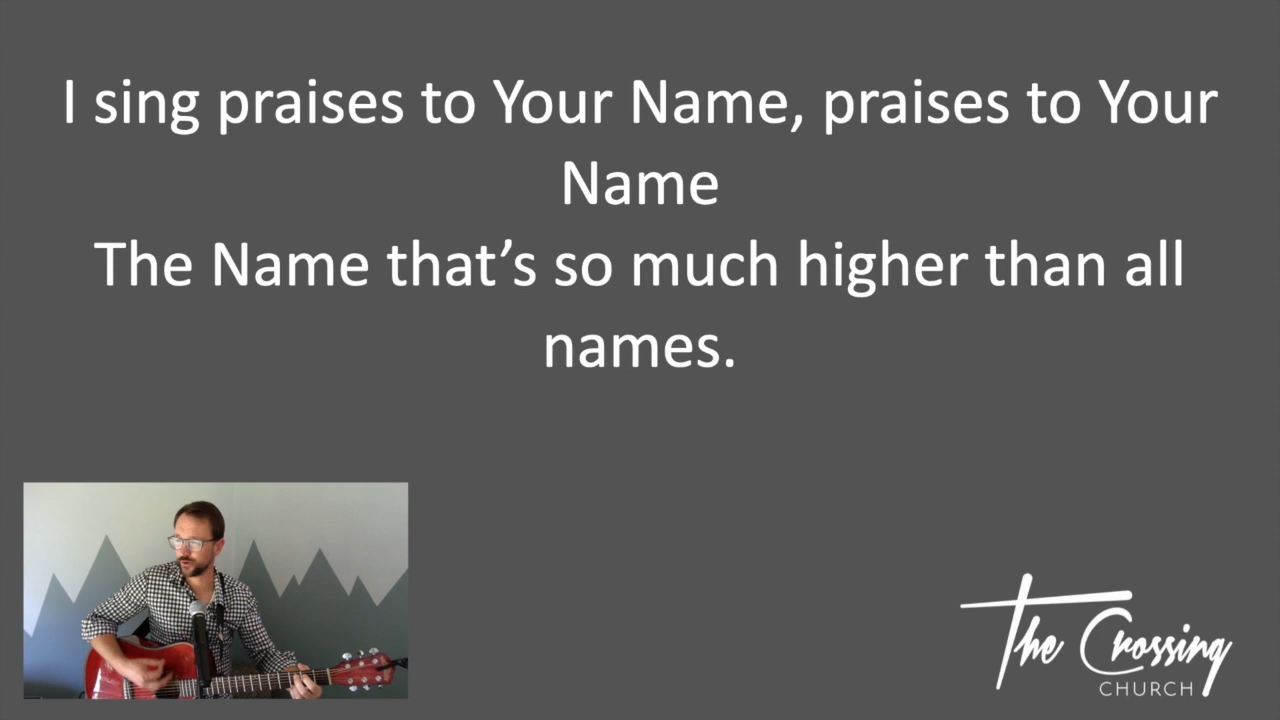 I sing praises to Your Name, praises to Your
Name
The Name that’s so much higher than all
names.
The Crossing
CHURCH